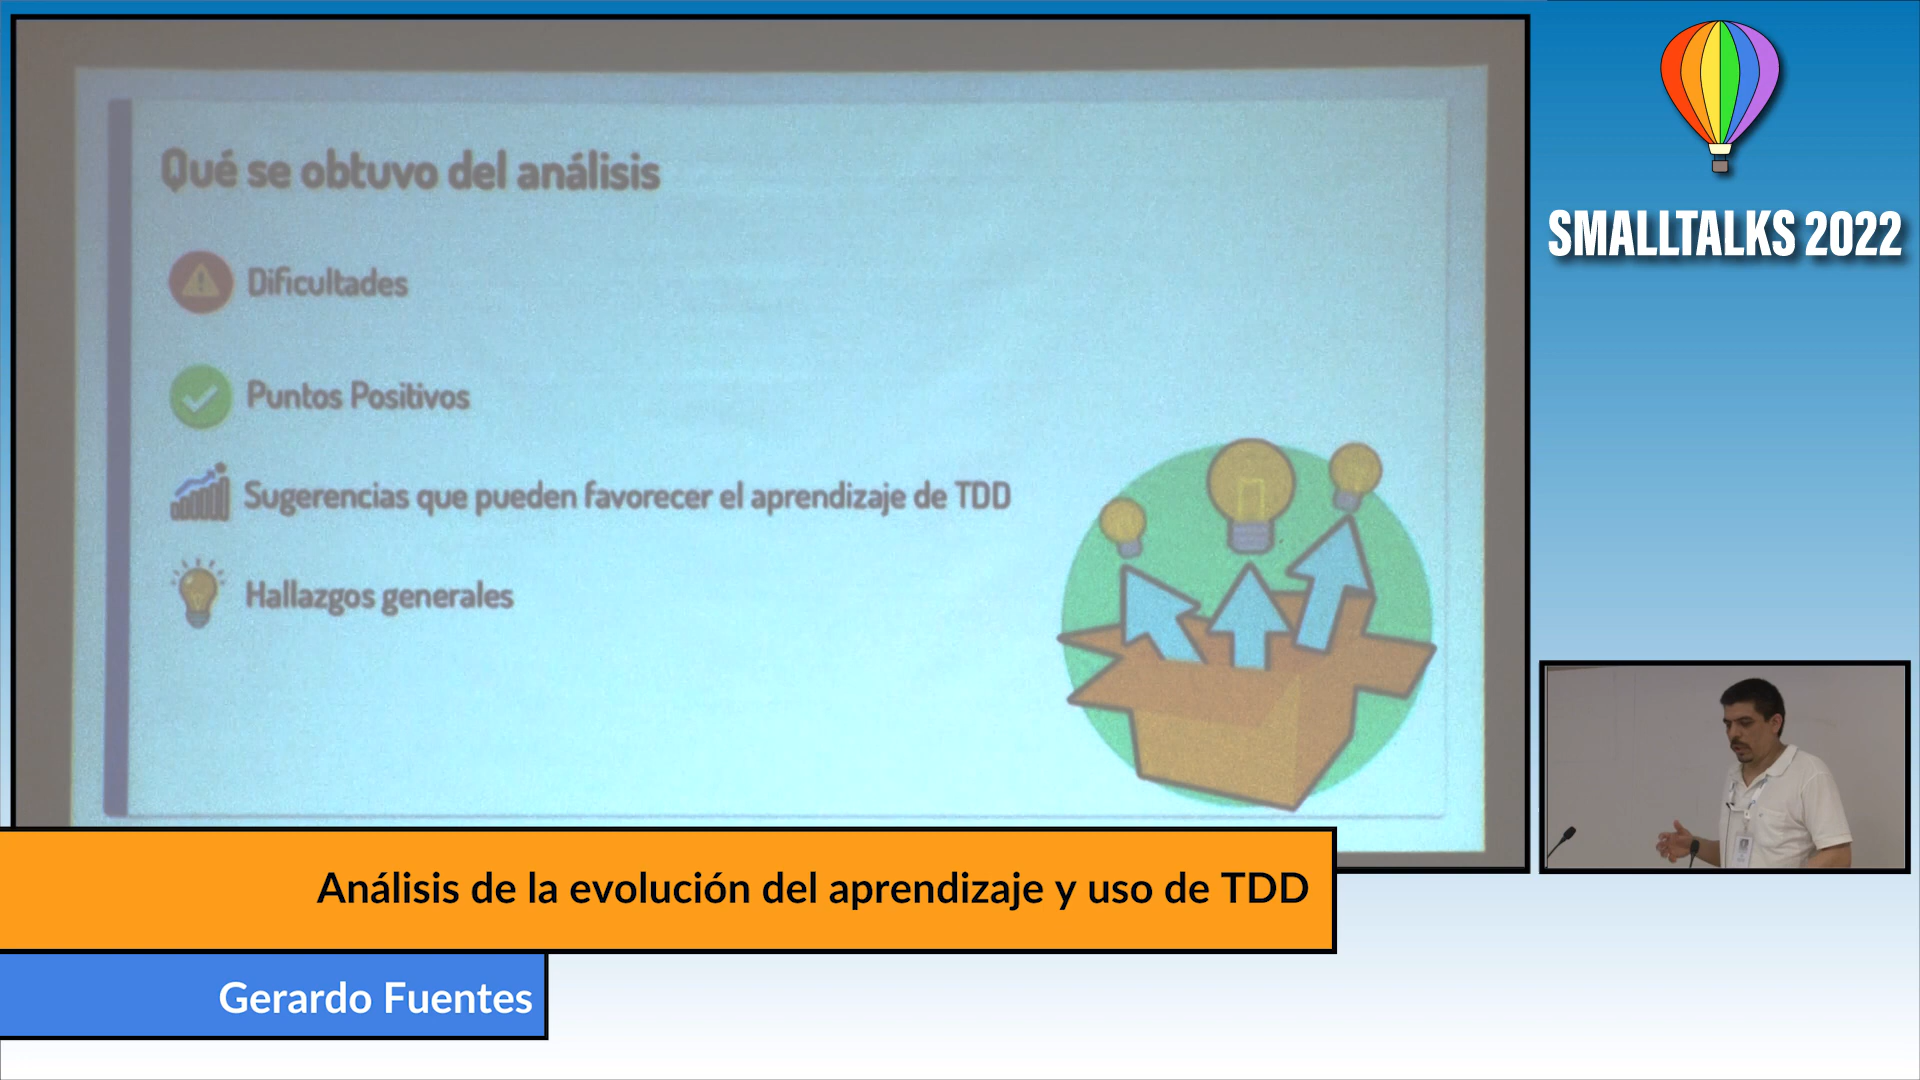 Qué se obtuvo del análisis
Dificultades
Puntos Positivos
Sugerencias que pueden favorecer el aprendizaje de TDD
Hallazgos generales
SMALLTALKS 2022
Análisis de la evolución del aprendizaje y uso de TDD
Gerardo Fuentes